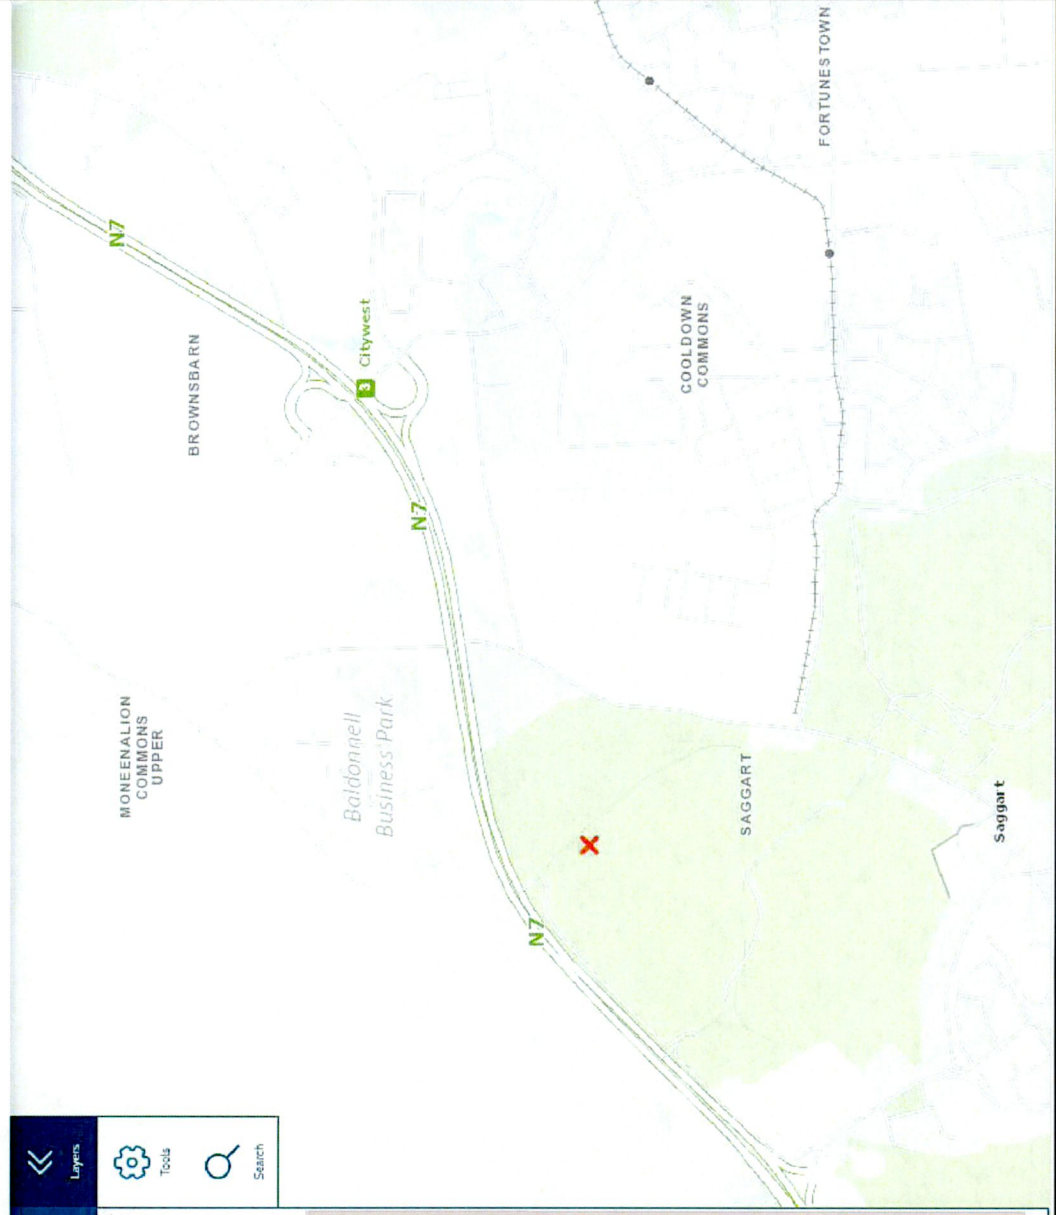 Layers
Tools
Search
N7
BROWNSBARN
3 Citywest
N7
MONEENALION
COMMONS
UPPER
Baldonnell
Business Park
N7
COOLDOWN
COMMONS
FORTUNESTOWN
SAGGART
Saggart